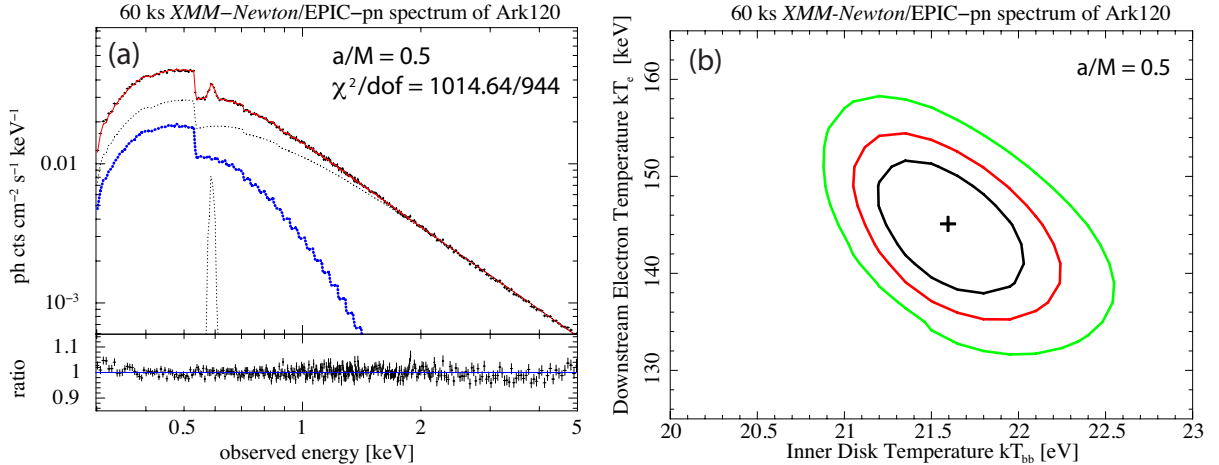 60 ks XMM−Newton/EPIC−pn spectrum of Ark120
(a)
a/M = 0.5
χ²/dof = 1014.64/944
ph cts cm⁻² s⁻¹ keV⁻¹
0.01
10⁻³
ratio
1.1
1
0.9
0.5 1 2 5
observed energy [keV]
60 ks XMM-Newton/EPIC−pn spectrum of Ark120
(b)
a/M = 0.5
Downstream Electron Temperature kTₑ [keV]
160
150
140
130
20 20.5 21 21.5 22 22.5 23
Inner Disk Temperature kT_bb [eV]